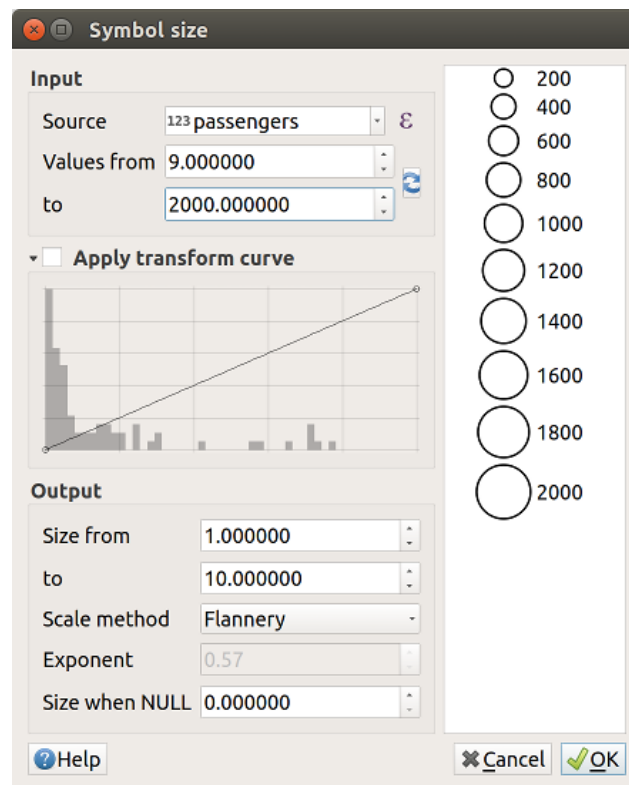 Symbol size
Input
Source 123 passengers ε
Values from 9.000000
to 2000.000000
Apply transform curve
Output
Size from 1.000000
to 10.000000
Scale method Flannery
Exponent 0.57
Size when NULL 0.000000
200
400
600
800
1000
1200
1400
1600
1800
2000
?Help
Cancel
OK